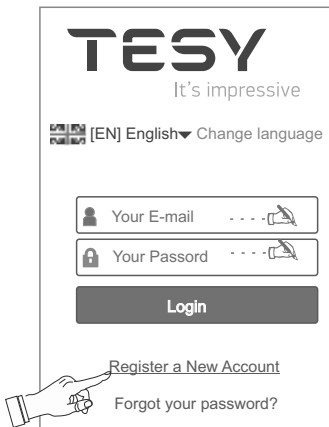 TESY
It's impressive
[EN] English Change language
Your E-mail
Your Passord
Login
Register a New Account
Forgot your password?